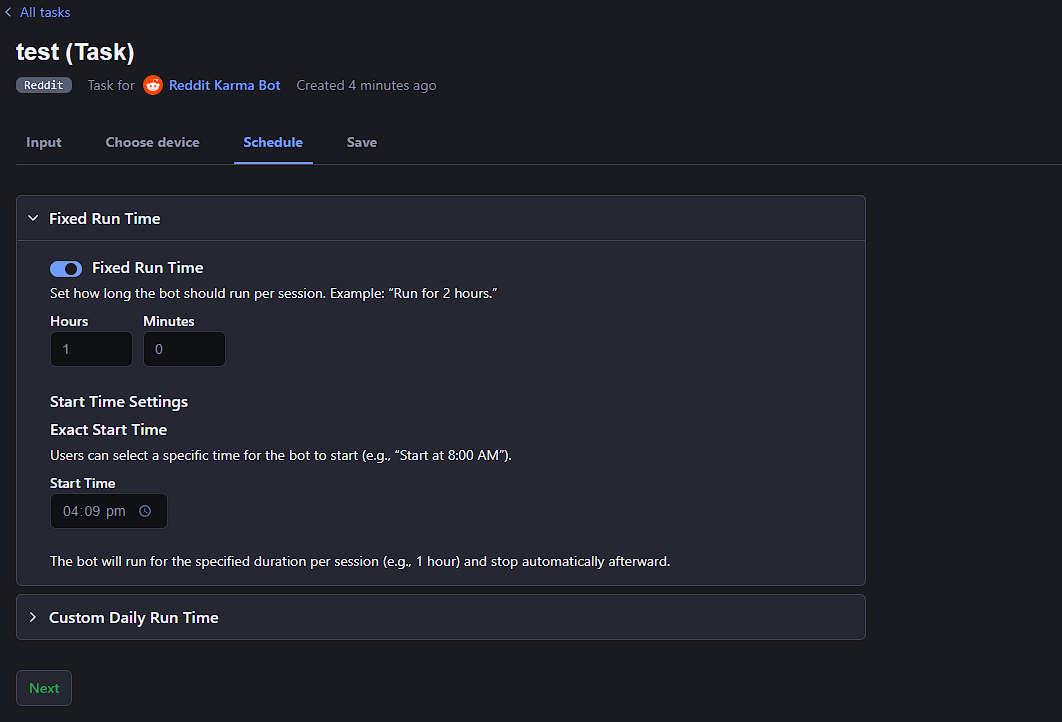 All tasks
test (Task)
Reddit Task for Reddit Karma Bot Created 4 minutes ago
Input Choose device Schedule Save
Fixed Run Time
Fixed Run Time
Set how long the bot should run per session. Example: “Run for 2 hours.”
Hours Minutes
1 0
Start Time Settings
Exact Start Time
Users can select a specific time for the bot to start (e.g., “Start at 8:00 AM”).
Start Time
04:09 pm
The bot will run for the specified duration per session (e.g., 1 hour) and stop automatically afterward.
Custom Daily Run Time
Next